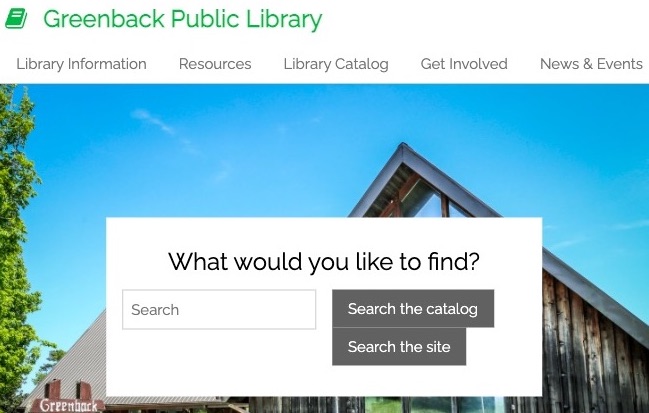 Greenback Public Library
Library Information Resources Library Catalog Get Involved News & Events
What would you like to find?
Search
Search the catalog
Search the site
Greenback